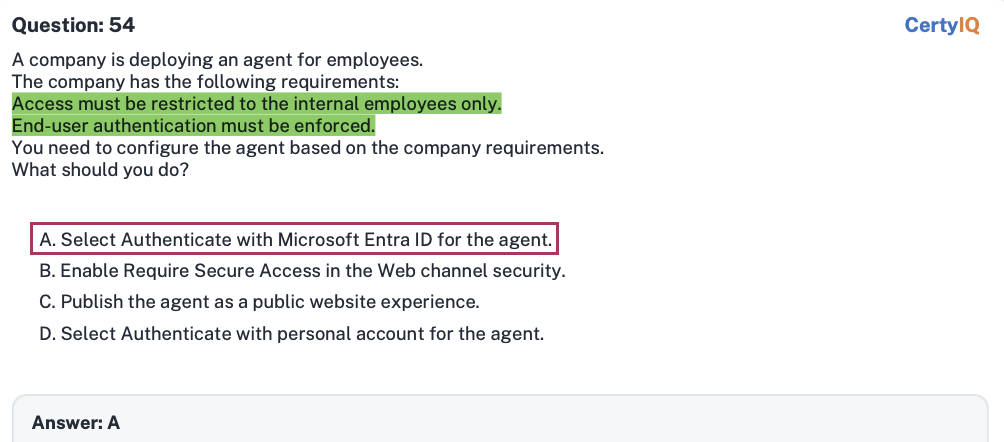 Question: 54
CertyIQ
A company is deploying an agent for employees.
The company has the following requirements:
Access must be restricted to the internal employees only.
End-user authentication must be enforced.
You need to configure the agent based on the company requirements.
What should you do?
A. Select Authenticate with Microsoft Entra ID for the agent.
B. Enable Require Secure Access in the Web channel security.
C. Publish the agent as a public website experience.
D. Select Authenticate with personal account for the agent.
Answer: A